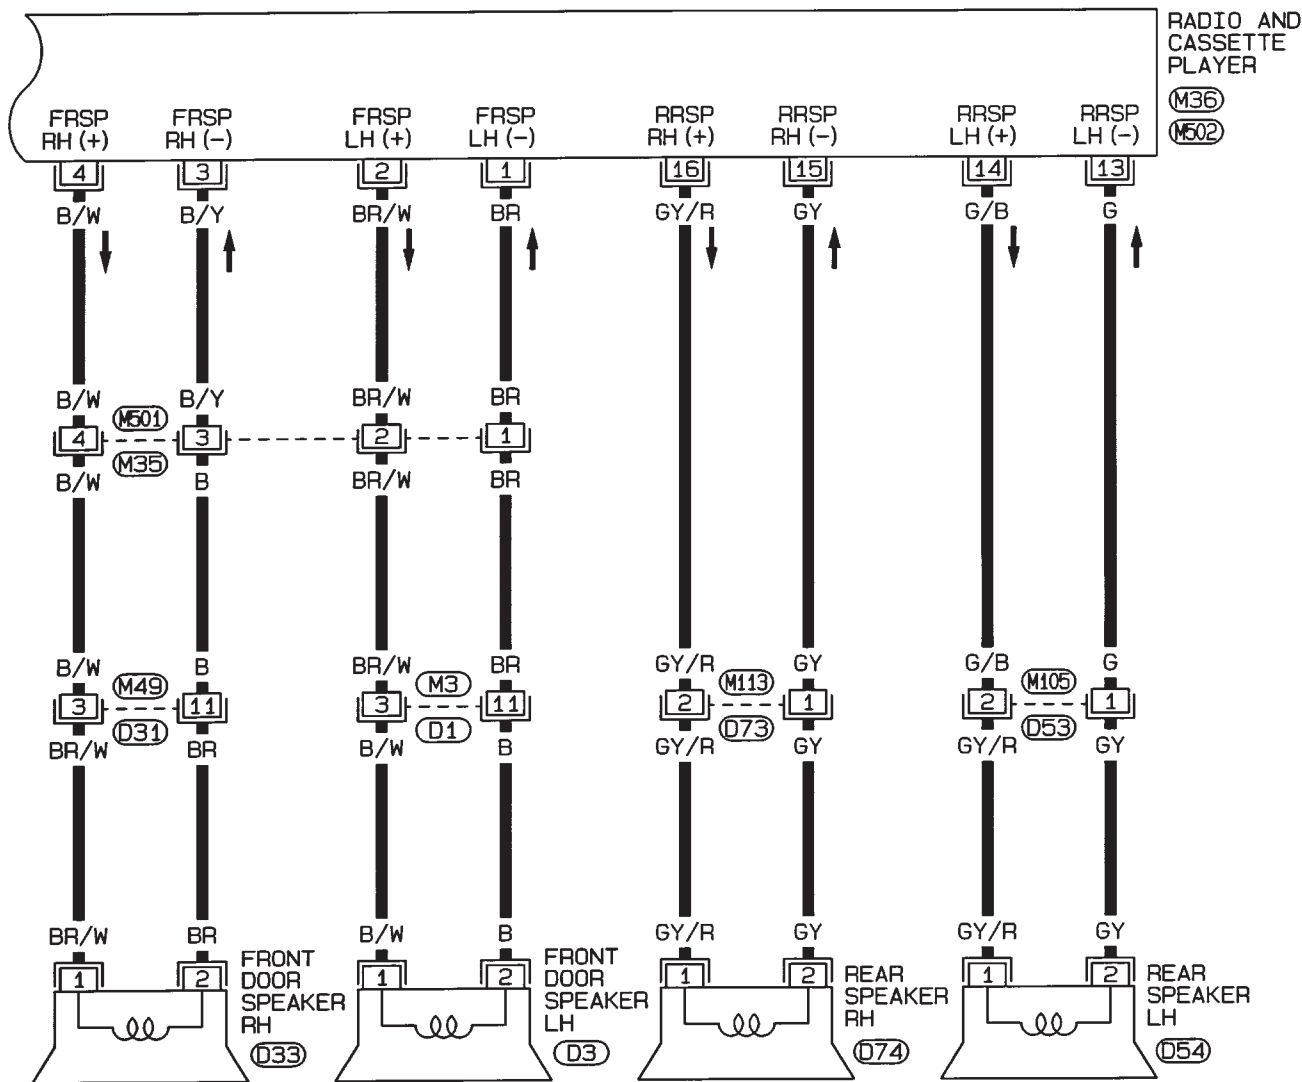 RADIO AND
CASSETTE
PLAYER
M36
M502
FRSP FRSP FRSP FRSP RRSP RRSP RRSP RRSP
RH (+) RH (-) LH (+) LH (-) RH (+) RH (-) LH (+) LH (-)
4 3 2 1 16 15 14 13
B/W B/Y BR/W BR GY/R GY G/B G
B/W B/Y BR/W BR
M501
4 3 2 1
M35
B/W B BR/W BR
B/W B BR/W BR GY/R GY G/B G
M49 M3 M113 M105
3 11 3 11 2 1 2 1
D31 D1 D73 D53
BR/W BR B/W B GY/R GY GY/R GY
BR/W BR B/W B GY/R GY GY/R GY
1 2 1 2 1 2 1 2
FRONT
DOOR
SPEAKER
RH
D33
FRONT
DOOR
SPEAKER
LH
D3
REAR
SPEAKER
RH
D74
REAR
SPEAKER
LH
D54